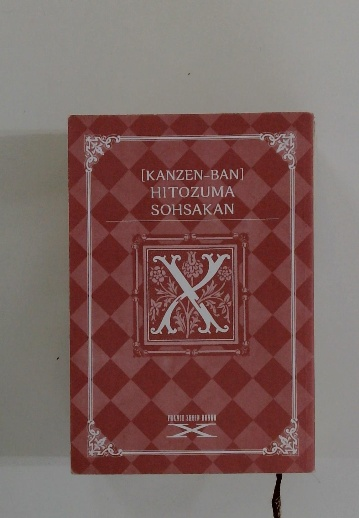 [KANZEN-BAN]
HITOZUMA
SOHSAKAN
X
X